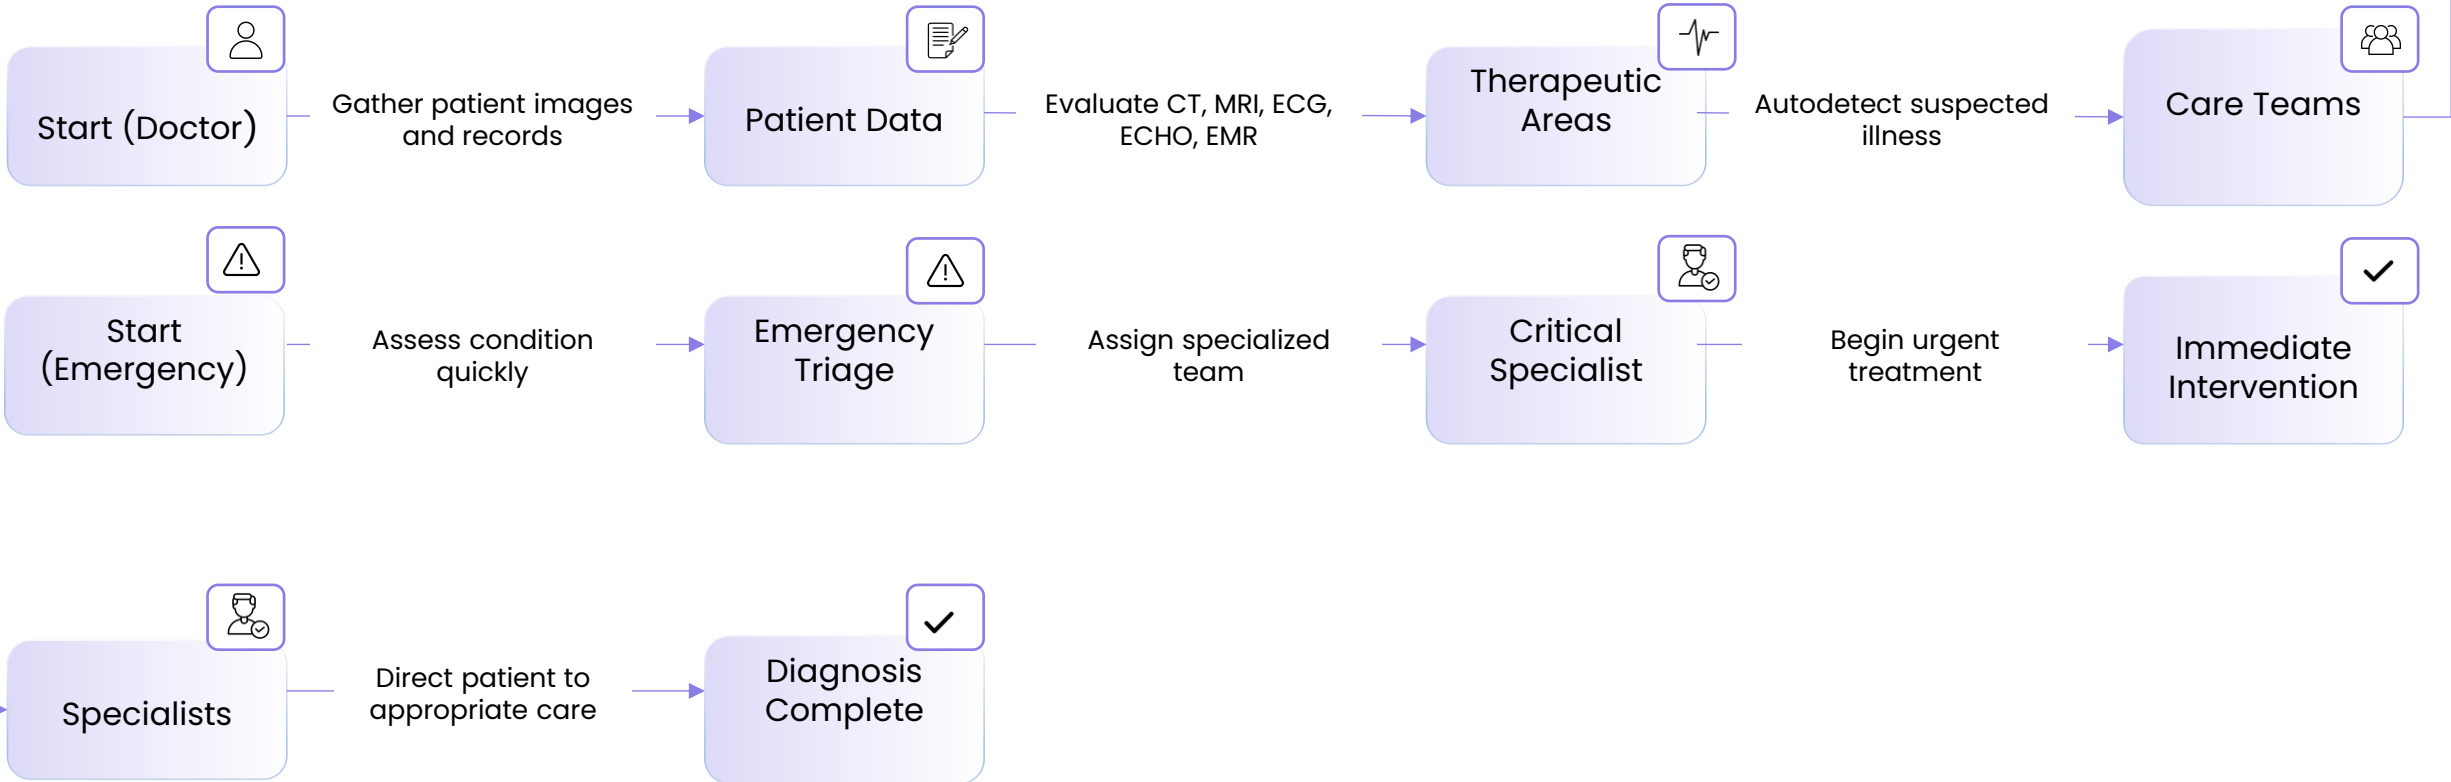 Start (Doctor)
Gather patient images
and records
Patient Data
Evaluate CT, MRI, ECG,
ECHO, EMR
Therapeutic
Areas
Autodetect suspected
illness
Care Teams
Start
(Emergency)
Assess condition
quickly
Emergency
Triage
Assign specialized
team
Critical
Specialist
Begin urgent
treatment
Immediate
Intervention
Specialists
Direct patient to
appropriate care
Diagnosis
Complete